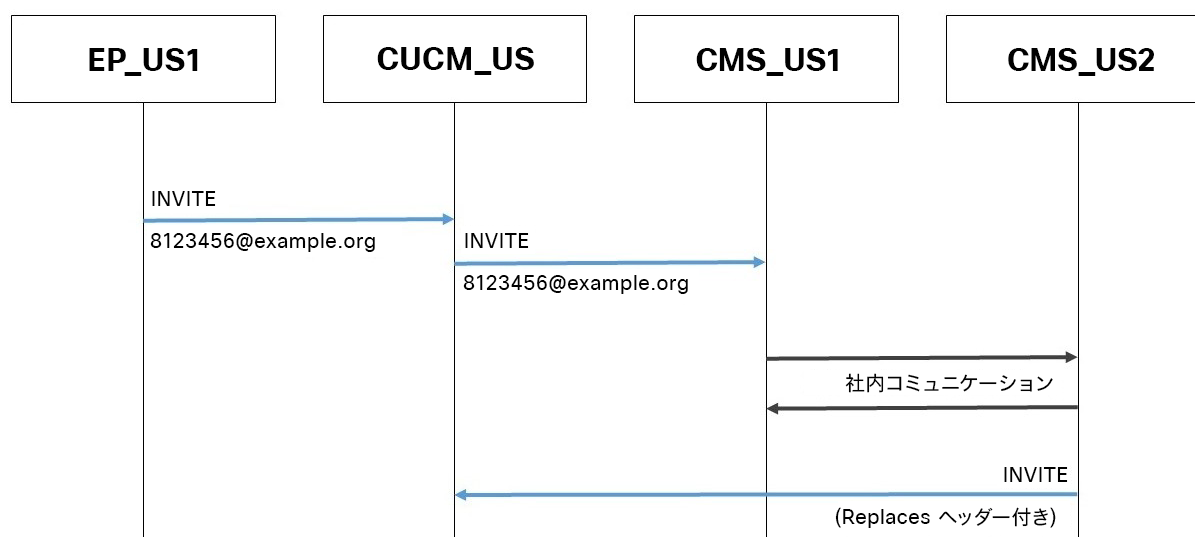 EP_US1
CUCM_US
CMS_US1
CMS_US2
INVITE
8123456@example.org
INVITE
8123456@example.org
社内コミュニケーション
INVITE
(Replaces ヘッダー付き)